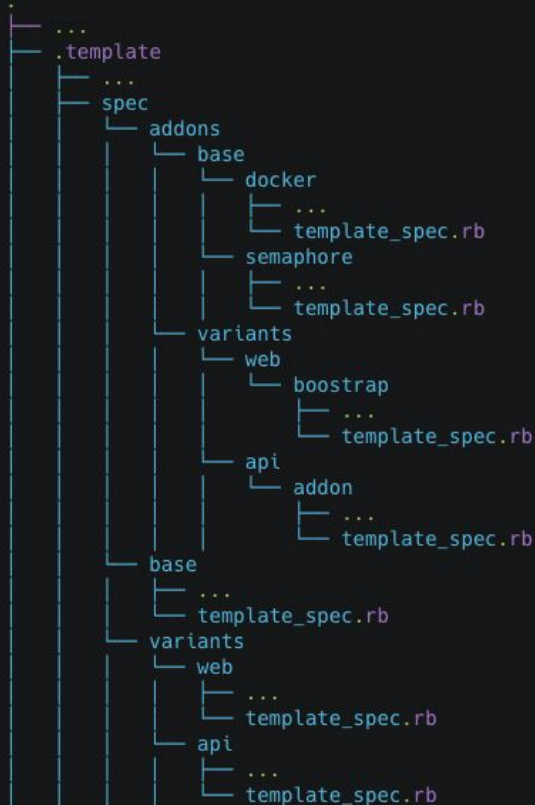 .
├── ...
├── .template
│   ├── ...
│   ├── spec
│   │   └── addons
│   │   │   └── base
│   │   │   │   └── docker
│   │   │   │   │   ├── ...
│   │   │   │   │   └── template_spec.rb
│   │   │   │   └── semaphore
│   │   │   │   │   ├── ...
│   │   │   │   │   └── template_spec.rb
│   │   │   └── variants
│   │   │   │   └── web
│   │   │   │   │   └── boostrap
│   │   │   │   │       ├── ...
│   │   │   │   │       └── template_spec.rb
│   │   │   │   └── api
│   │   │   │   │   └── addon
│   │   │   │   │       ├── ...
│   │   │   │   │       └── template_spec.rb
│   │   └── base
│   │   │   ├── ...
│   │   │   └── template_spec.rb
│   │   └── variants
│   │   │   └── web
│   │   │   │   ├── ...
│   │   │   │   └── template_spec.rb
│   │   │   └── api
│   │   │   │   ├── ...
│   │   │   │   └── template_spec.rb